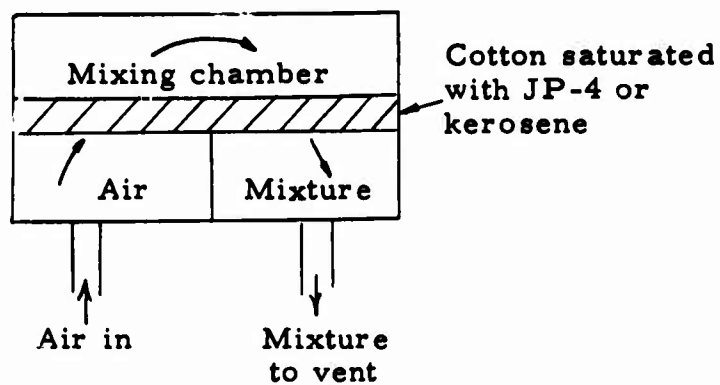 Mixing chamber
Cotton saturated
with JP-4 or
kerosene
Air
Mixture
Air in
Mixture
to vent